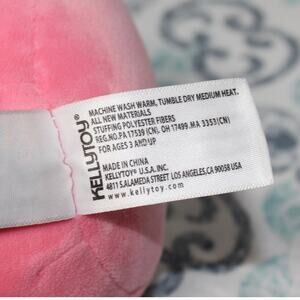 KELLYTOY®
MACHINE WASH WARM, TUMBLE DRY MEDIUM HEAT.
ALL NEW MATERIALS
STUFFING POLYESTER FIBERS
REG.NO.PA 17539 (CN), OH 17499, MA 3353(CN)
FOR AGES 3 AND UP
MADE IN CHINA
KELLYTOY® U.S.A., INC.
4811 S.ALAMEDA STREET LOS ANGELES,CA 90058 USA
www.kellytoy.com